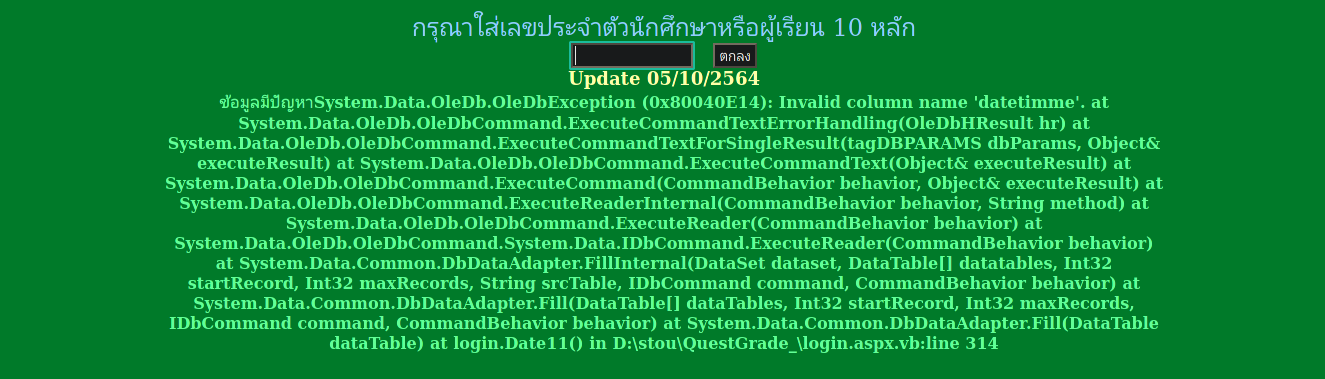 กรุณาใส่เลขประจำตัวนักศึกษาหรือผู้เรียน 10 หลัก
ตกลง
Update 05/10/2564
ข้อมูลมีปัญหาSystem.Data.OleDb.OleDbException (0x80040E14): Invalid column name 'datetimme'. at
System.Data.OleDb.OleDbCommand.ExecuteCommandTextErrorHandling(OleDbHResult hr) at
System.Data.OleDb.OleDbCommand.ExecuteCommandTextForSingleResult(tagDBPARAMS dbParams, Object&
executeResult) at System.Data.OleDb.OleDbCommand.ExecuteCommandText(Object& executeResult) at
System.Data.OleDb.OleDbCommand.ExecuteCommand(CommandBehavior behavior, Object& executeResult) at
System.Data.OleDb.OleDbCommand.ExecuteReaderInternal(CommandBehavior behavior, String method) at
System.Data.OleDb.OleDbCommand.ExecuteReader(CommandBehavior behavior) at
System.Data.OleDb.OleDbCommand.System.Data.IDbCommand.ExecuteReader(CommandBehavior behavior)
at System.Data.Common.DbDataAdapter.FillInternal(DataSet dataset, DataTable[] datatables, Int32
startRecord, Int32 maxRecords, String srcTable, IDbCommand command, CommandBehavior behavior) at
System.Data.Common.DbDataAdapter.Fill(DataTable[] dataTables, Int32 startRecord, Int32 maxRecords,
IDbCommand command, CommandBehavior behavior) at System.Data.Common.DbDataAdapter.Fill(DataTable
dataTable) at login.Date11() in D:\stou\QuestGrade_\login.aspx.vb:line 314